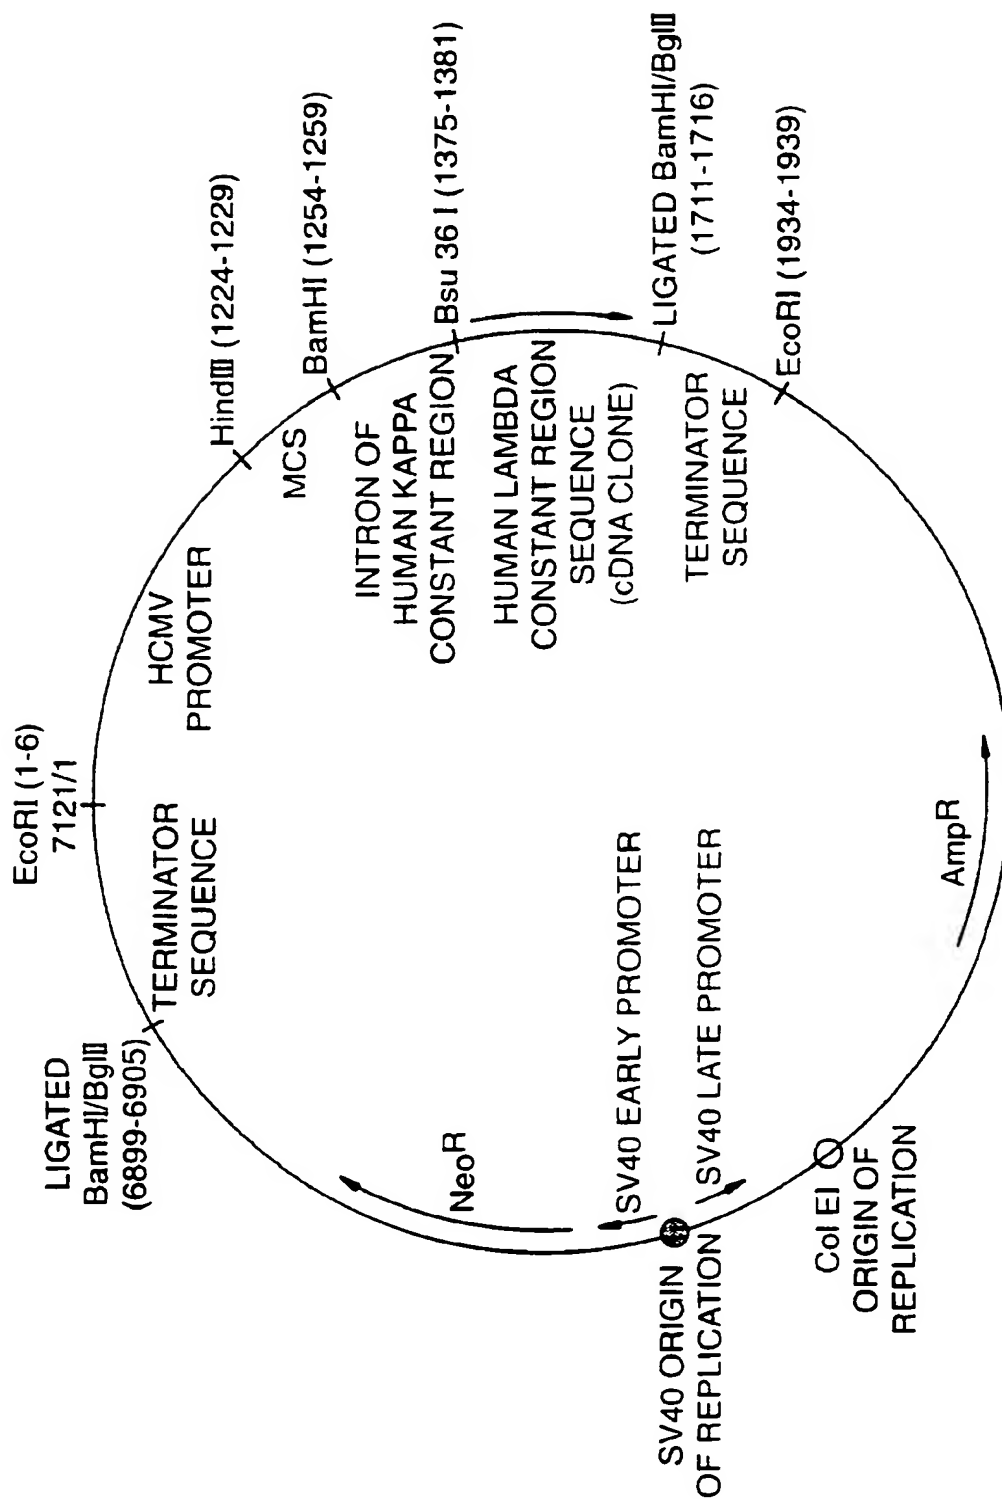 EcoRI (1-6)
7121/1
HindIII (1224-1229)
HCMV
PROMOTER
MCS
BamHI (1254-1259)
INTRON OF
HUMAN KAPPA
CONSTANT REGION
Bsu 36 I (1375-1381)
HUMAN LAMBDA
CONSTANT REGION
SEQUENCE
(cDNA CLONE)
LIGATED BamHI/BglII
(1711-1716)
TERMINATOR
SEQUENCE
EcoRI (1934-1939)
AmpR
Col EI
ORIGIN OF
REPLICATION
SV40 LATE PROMOTER
SV40 EARLY PROMOTER
SV40 ORIGIN
OF REPLICATION
NeoR
LIGATED
BamHI/BglII
(6899-6905)
TERMINATOR
SEQUENCE